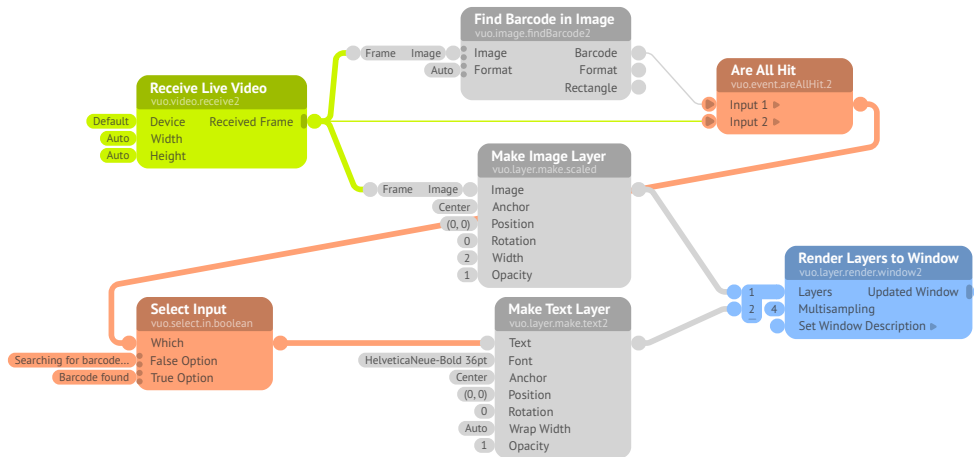 Find Barcode in Image
vuo.image.findBarcode2
Frame Image Image Barcode
Auto Format Format
Rectangle
Are All Hit
vuo.event.areAllHit.2
Input 1
Input 2
Receive Live Video
vuo.video.receive2
Default Device Received Frame
Auto Width
Auto Height
Make Image Layer
vuo.layer.make.scaled
Frame Image Image
Center Anchor
(0, 0) Position
0 Rotation
2 Width
1 Opacity
Render Layers to Window
vuo.layer.render.window2
1 Layers Updated Window
2 4 Multisampling
Set Window Description
Select Input
vuo.select.in.boolean
Which
Searching for barcode... False Option
Barcode found True Option
Make Text Layer
vuo.layer.make.text2
Text
HelveticaNeue-Bold 36pt Font
Center Anchor
(0, 0) Position
0 Rotation
Auto Wrap Width
1 Opacity